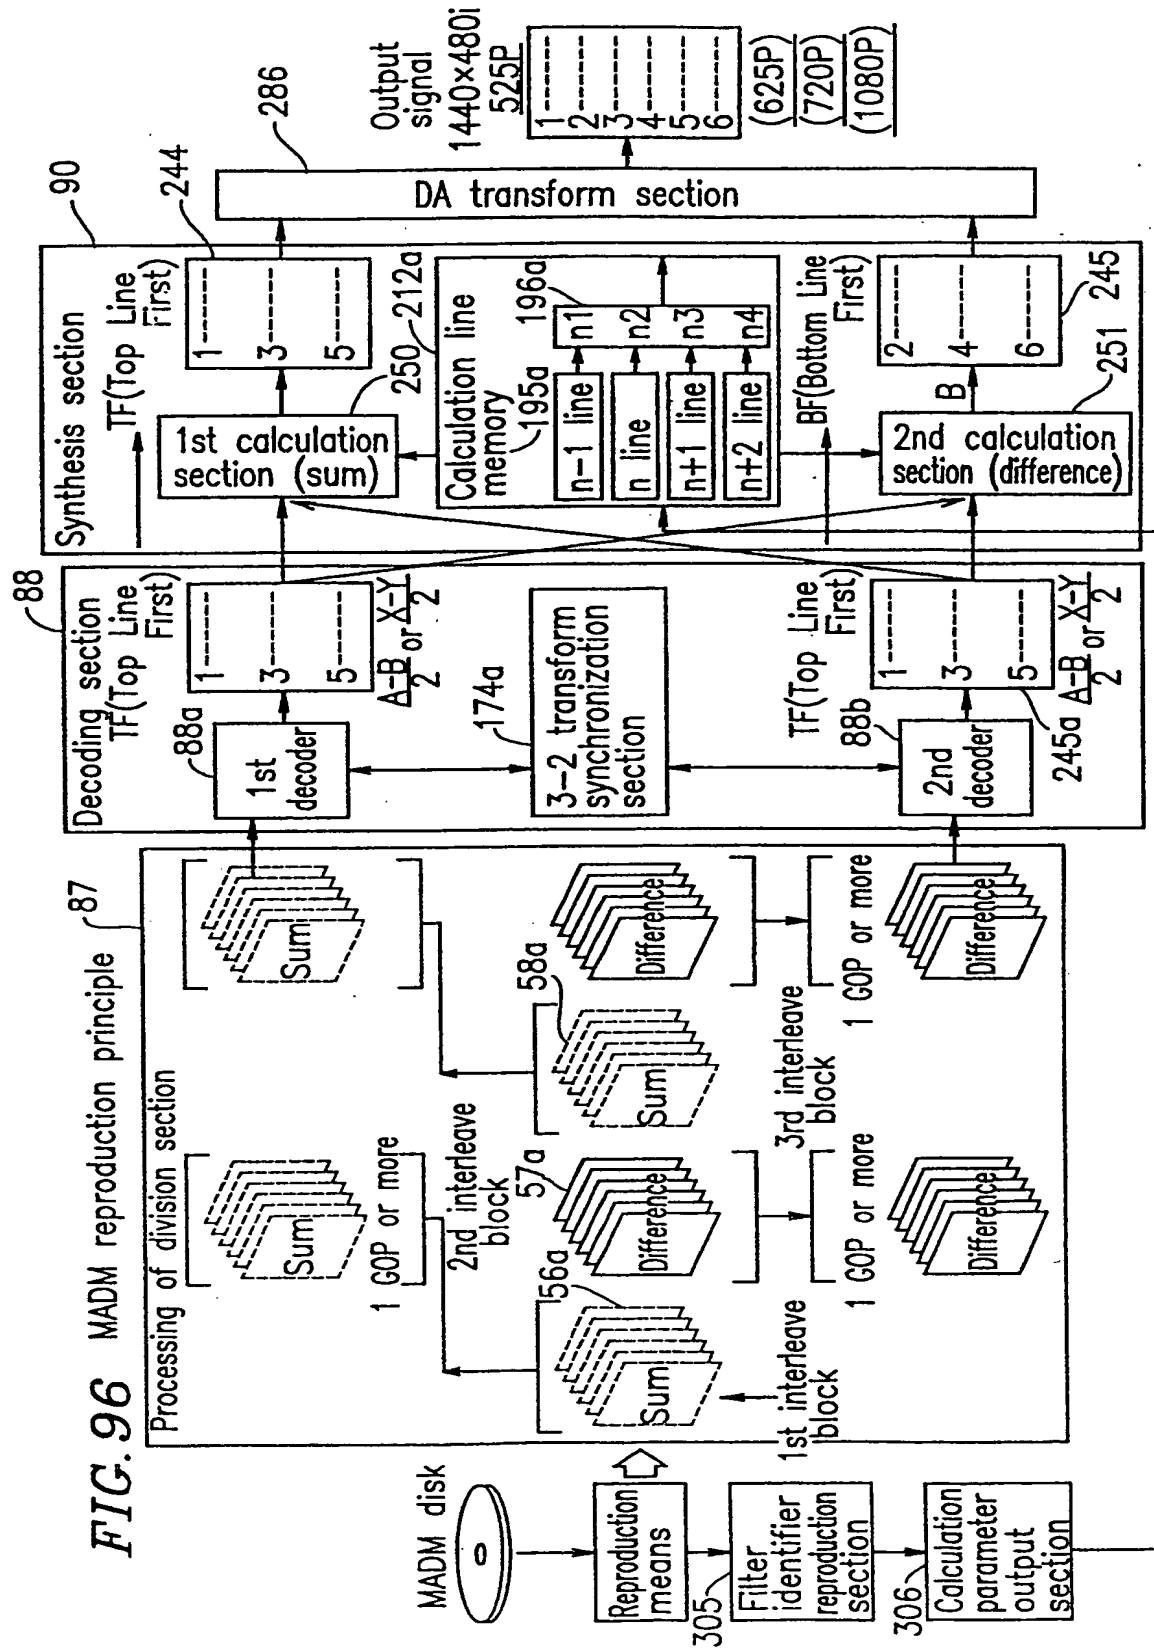 FIG. 96 MADM reproduction principle
MADM disk
Reproduction
means
305
Filter
identifier
reproduction
section
306
Calculation
parameter
output
section
87
Processing of division section
Sum
1 GOP or more
Sum
2nd interleave
block
56a
Sum
1st interleave
block
57a
Difference
58a
Sum
3rd interleave
block
Difference
1 GOP or more
Difference
1 GOP or more
Difference
88
Decoding section
TF(Top Line
First)
88a
1st
decoder
1
3
5
A-B
2
or
X-Y
2
174a
3-2 transform
synchronization
section
TF(Top Line
First)
88b
2nd
decoder
1
3
5
245a
A-B
2
or
X-Y
2
90
Synthesis section
TF(Top Line
First)
244
1
3
5
1st calculation
section (sum)
250
212a
Calculation line
memory
195a
196a
n-1 line
n line
n+1 line
n+2 line
n1
n2
n3
n4
BF(Bottom Line
First)
2nd calculation
section (difference)
251
B
2
4
6
245
286
DA transform section
Output
signal
1440×480i
525P
1
2
3
4
5
6
(625P)
(720P)
(1080P)